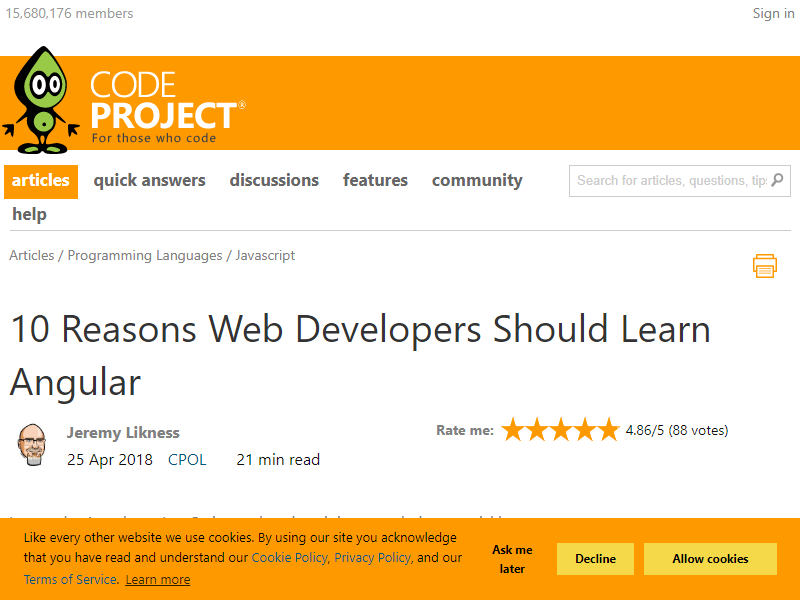 15,680,176 members
Sign in
CODE
PROJECT®
For those who code
articles quick answers discussions features community
Search for articles, questions, tips
help
Articles / Programming Languages / Javascript
10 Reasons Web Developers Should Learn
Angular
Jeremy Likness
Rate me: 4.86/5 (88 votes)
25 Apr 2018 CPOL 21 min read
Like every other website we use cookies. By using our site you acknowledge
that you have read and understand our Cookie Policy, Privacy Policy, and our
Terms of Service. Learn more
Ask me
later
Decline
Allow cookies